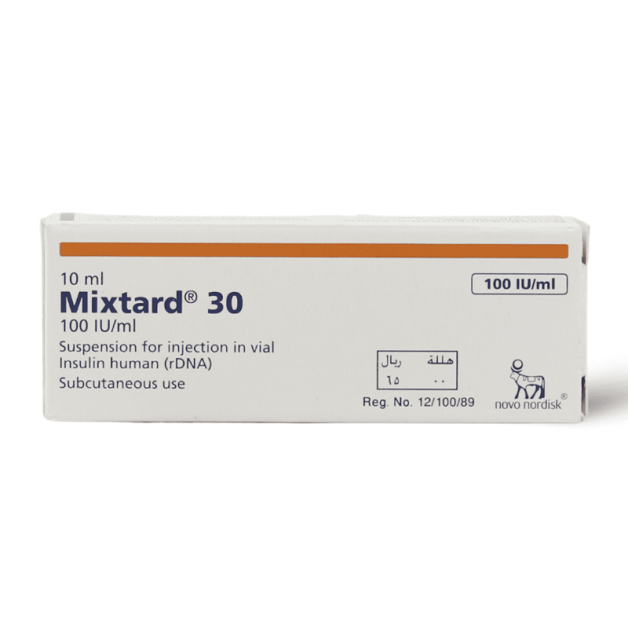 10 ml
Mixtard® 30
100 IU/ml
Suspension for injection in vial
Insulin human (rDNA)
Subcutaneous use
100 IU/ml
هللة ريال
٠٠ ٦٥
Reg. No. 12/100/89
novo nordisk®